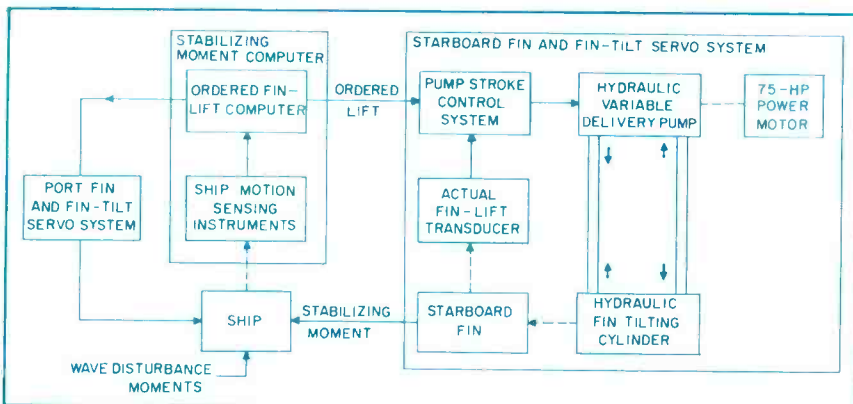 STABILIZING
MOMENT COMPUTER
ORDERED FIN-
LIFT COMPUTER
SHIP MOTION
SENSING
INSTRUMENTS
PORT FIN
AND FIN-TILT
SERVO SYSTEM
SHIP
WAVE DISTURBANCE
MOMENTS
ORDERED
LIFT
STABILIZING
MOMENT
STARBOARD FIN AND FIN-TILT SERVO SYSTEM
PUMP STROKE
CONTROL
SYSTEM
HYDRAULIC
VARIABLE
DELIVERY PUMP
75-HP
POWER
MOTOR
ACTUAL
FIN-LIFT
TRANSDUCER
STARBOARD
FIN
HYDRAULIC
FIN TILTING
CYLINDER